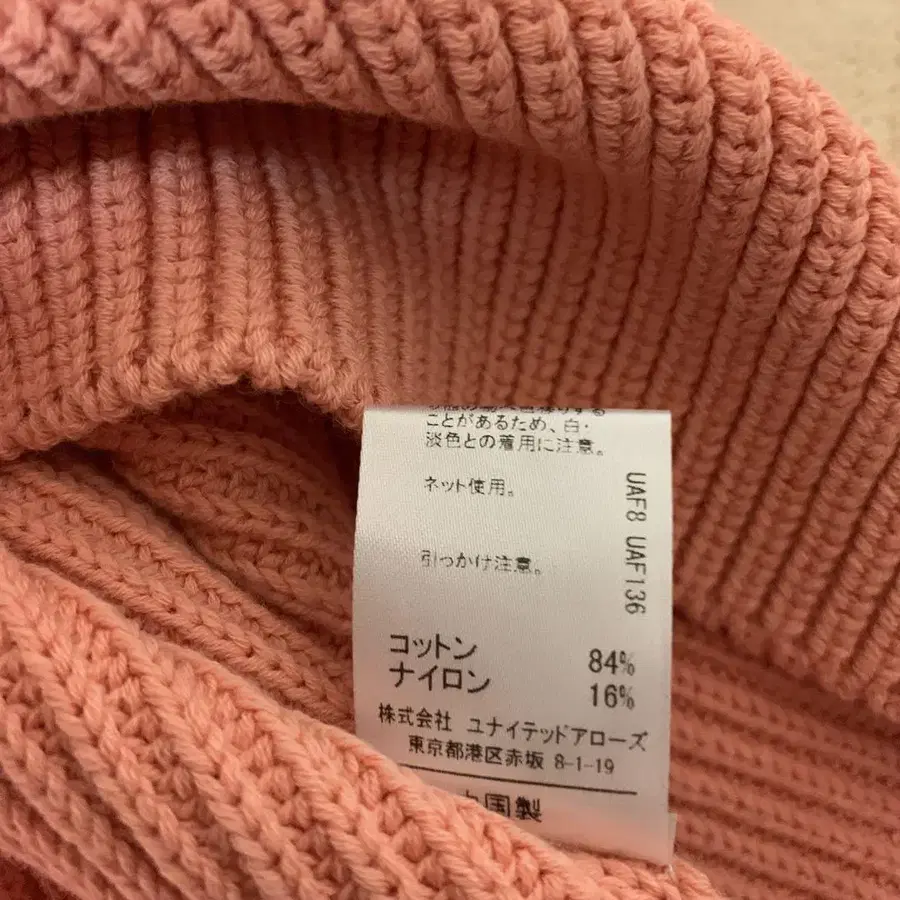 ことがあるため、白・
淡色との着用に注意。
ネット使用。
引っかけ注意。
UAF8 UAF136
コットン 84%
ナイロン 16%
株式会社 ユナイテッドアローズ
東京都港区赤坂 8-1-19
中国製